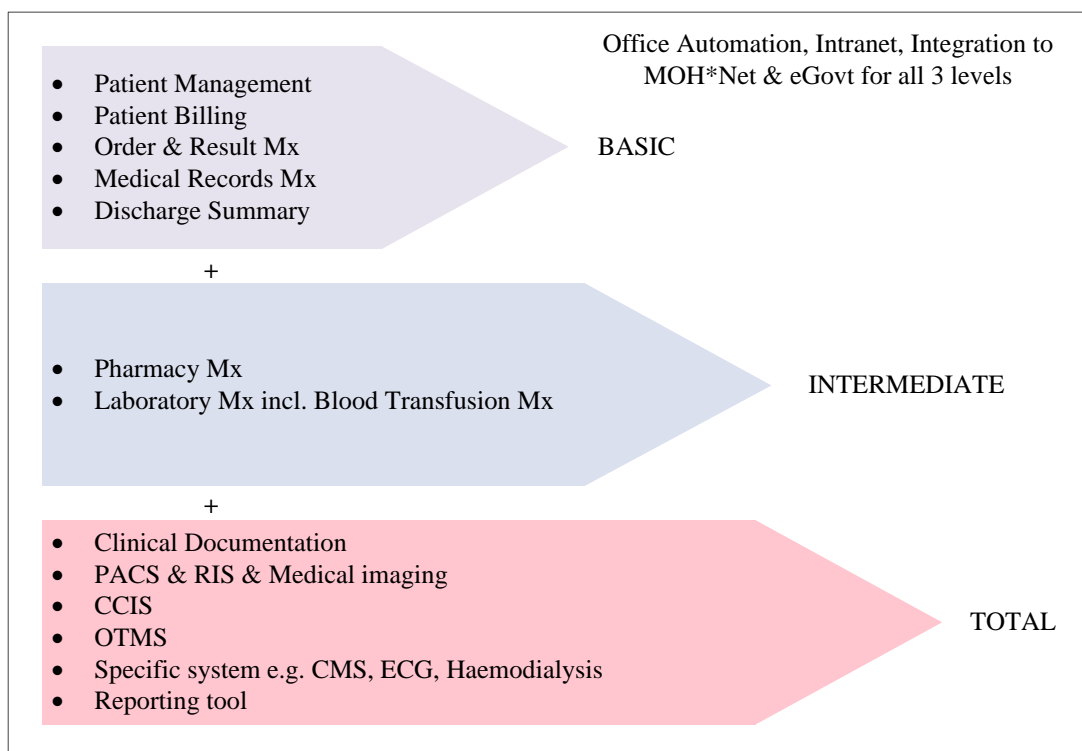 Office Automation, Intranet, Integration to
MOH*Net & eGovt for all 3 levels
• Patient Management
• Patient Billing
• Order & Result Mx
• Medical Records Mx
• Discharge Summary
BASIC
+
• Pharmacy Mx
• Laboratory Mx incl. Blood Transfusion Mx
INTERMEDIATE
+
• Clinical Documentation
• PACS & RIS & Medical imaging
• CCIS
• OTMS
• Specific system e.g. CMS, ECG, Haemodialysis
• Reporting tool
TOTAL